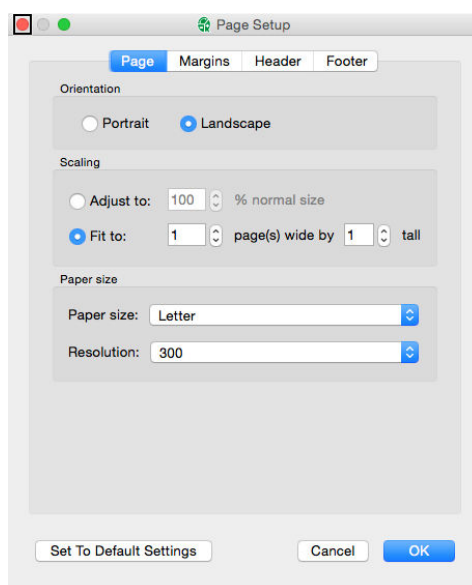 Page Setup
Page Margins Header Footer
Orientation
Portrait Landscape
Scaling
Adjust to: 100 % normal size
Fit to: 1 page(s) wide by 1 tall
Paper size
Paper size: Letter
Resolution: 300
Set To Default Settings Cancel OK